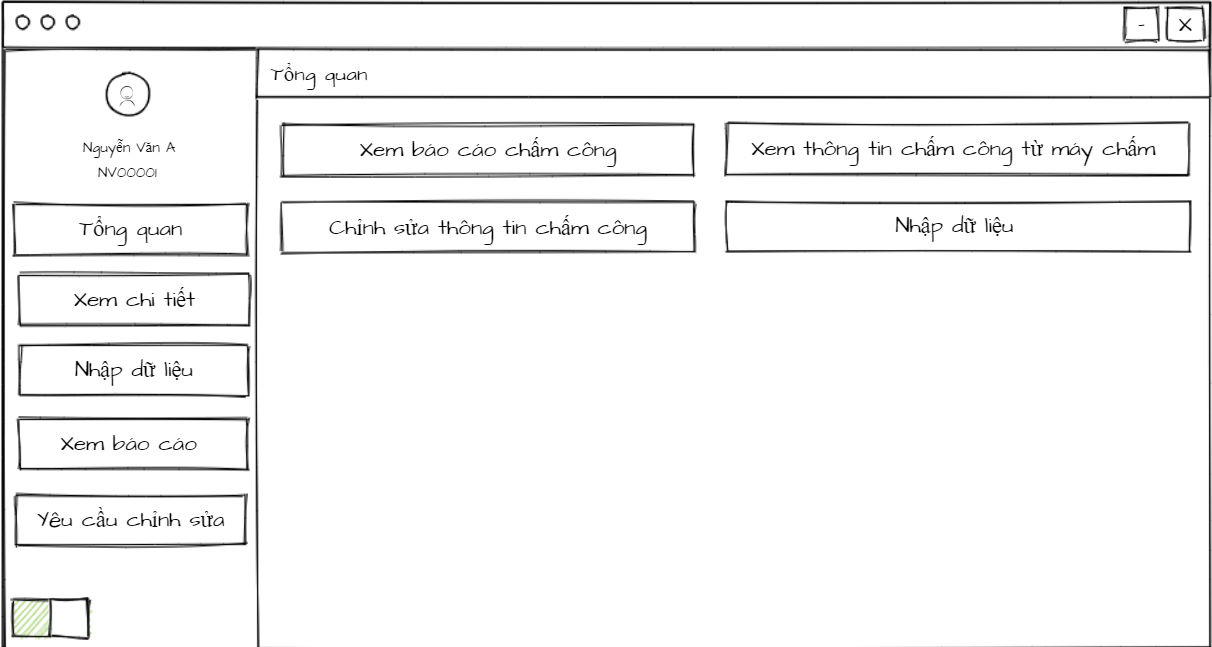 -
X
Tổng quan
Nguyễn Văn A
NV00001
Tổng quan
Xem chi tiết
Nhập dữ liệu
Xem báo cáo
Yêu cầu chỉnh sửa
Xem báo cáo chấm công
Xem thông tin chấm công từ máy chấm
Chỉnh sửa thông tin chấm công
Nhập dữ liệu